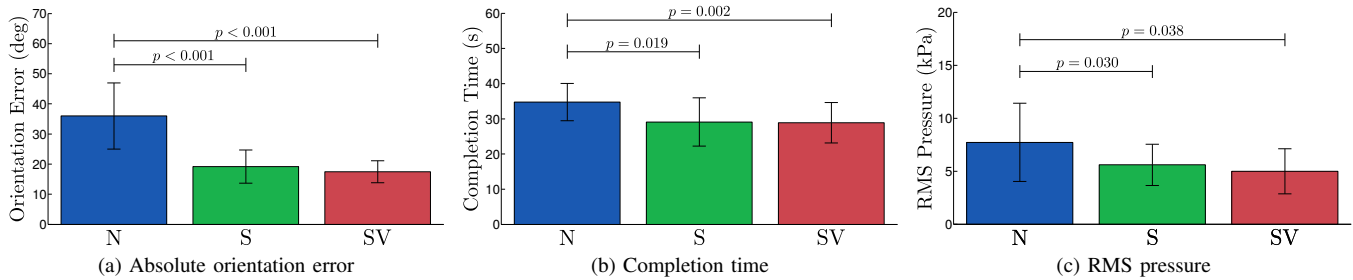 Orientation Error (deg)
70
60
50
40
30
20
10
0
p < 0.001
p < 0.001
N S SV
(a) Absolute orientation error
Completion Time (s)
60
50
40
30
20
10
0
p = 0.002
p = 0.019
N S SV
(b) Completion time
RMS Pressure (kPa)
20
15
10
5
0
p = 0.038
p = 0.030
N S SV
(c) RMS pressure